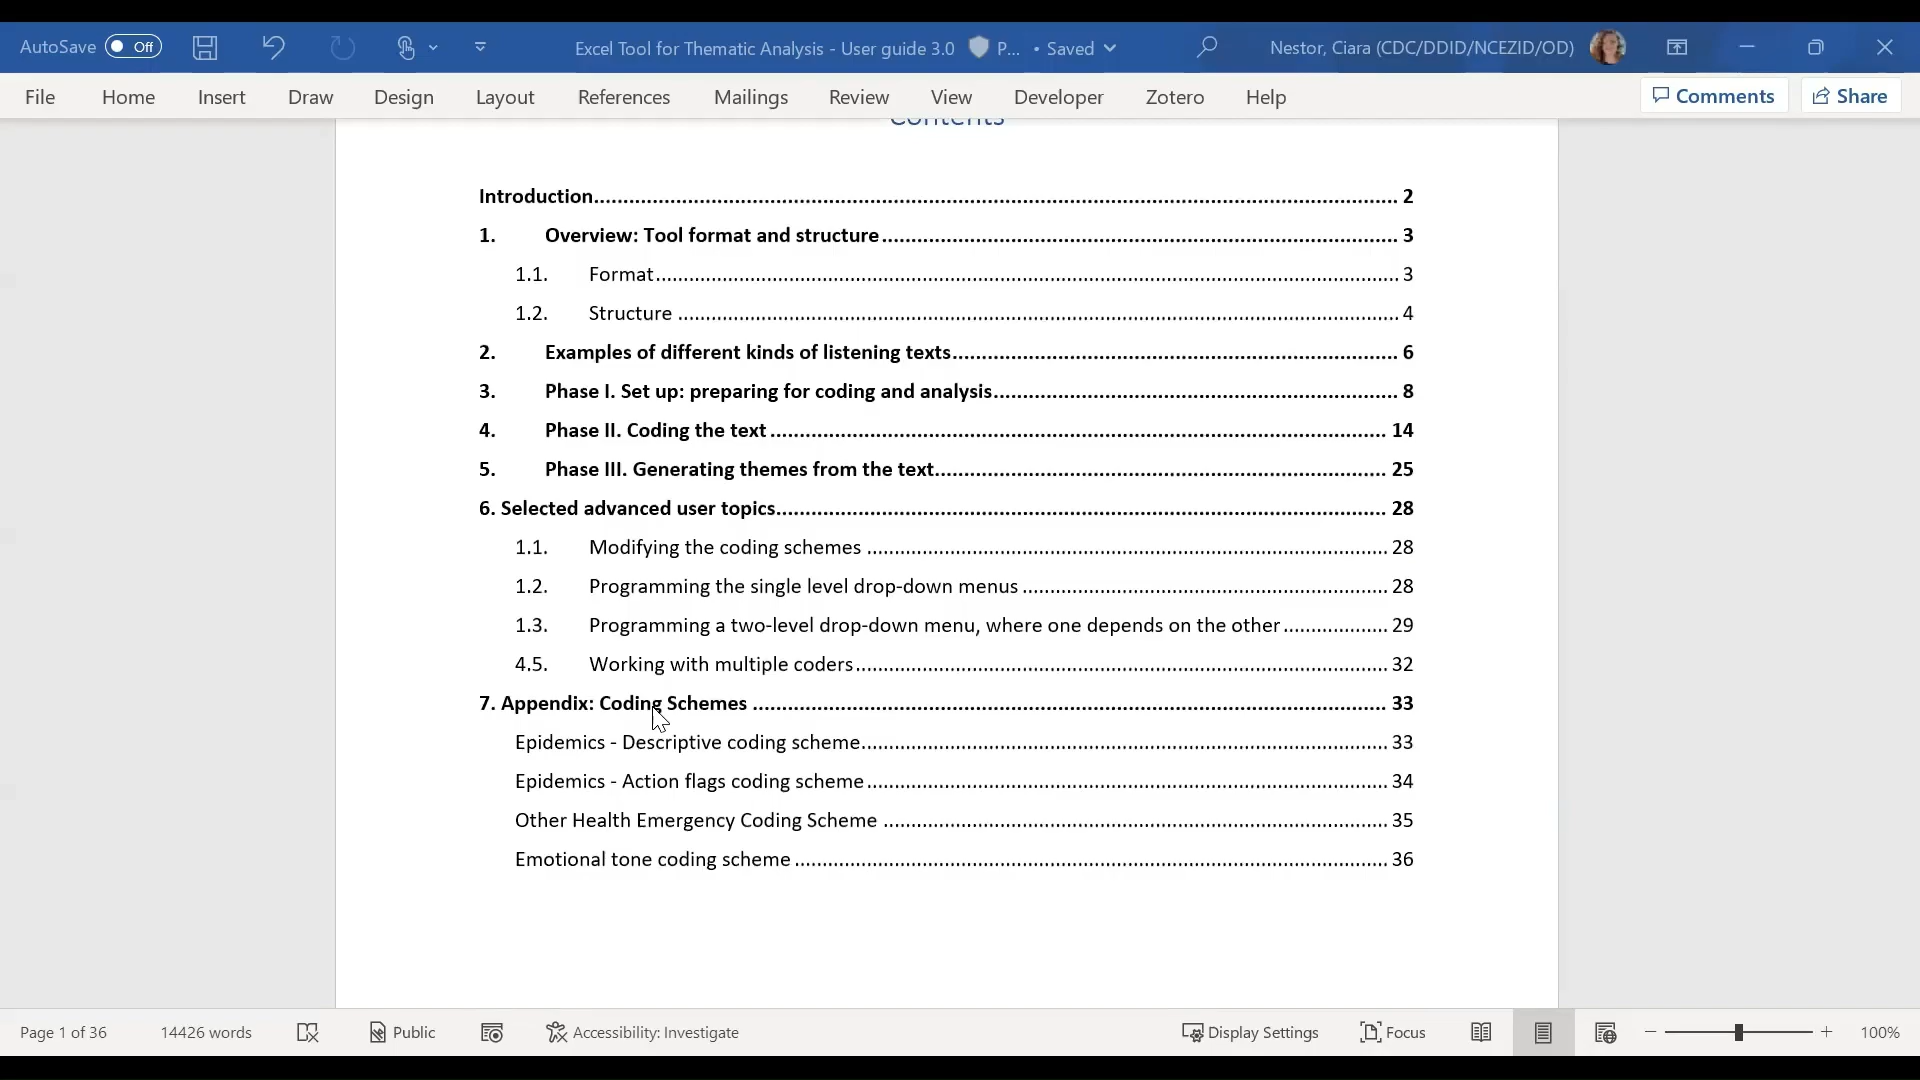 AutoSave Off Excel Tool for Thematic Analysis - User guide 3.0 P... • Saved Nestor, Ciara (CDC/DDID/NCEZID/OD)
File Home Insert Draw Design Layout References Mailings Review View Developer Zotero Help Comments Share
Contents
Introduction 2
1. Overview: Tool format and structure 3
1.1. Format 3
1.2. Structure 4
2. Examples of different kinds of listening texts 6
3. Phase I. Set up: preparing for coding and analysis 8
4. Phase II. Coding the text 14
5. Phase III. Generating themes from the text 25
6. Selected advanced user topics 28
1.1. Modifying the coding schemes 28
1.2. Programming the single level drop-down menus 28
1.3. Programming a two-level drop-down menu, where one depends on the other 29
4.5. Working with multiple coders 32
7. Appendix: Coding Schemes 33
Epidemics - Descriptive coding scheme 33
Epidemics - Action flags coding scheme 34
Other Health Emergency Coding Scheme 35
Emotional tone coding scheme 36
Page 1 of 36 14426 words Public Accessibility: Investigate Display Settings Focus 100%